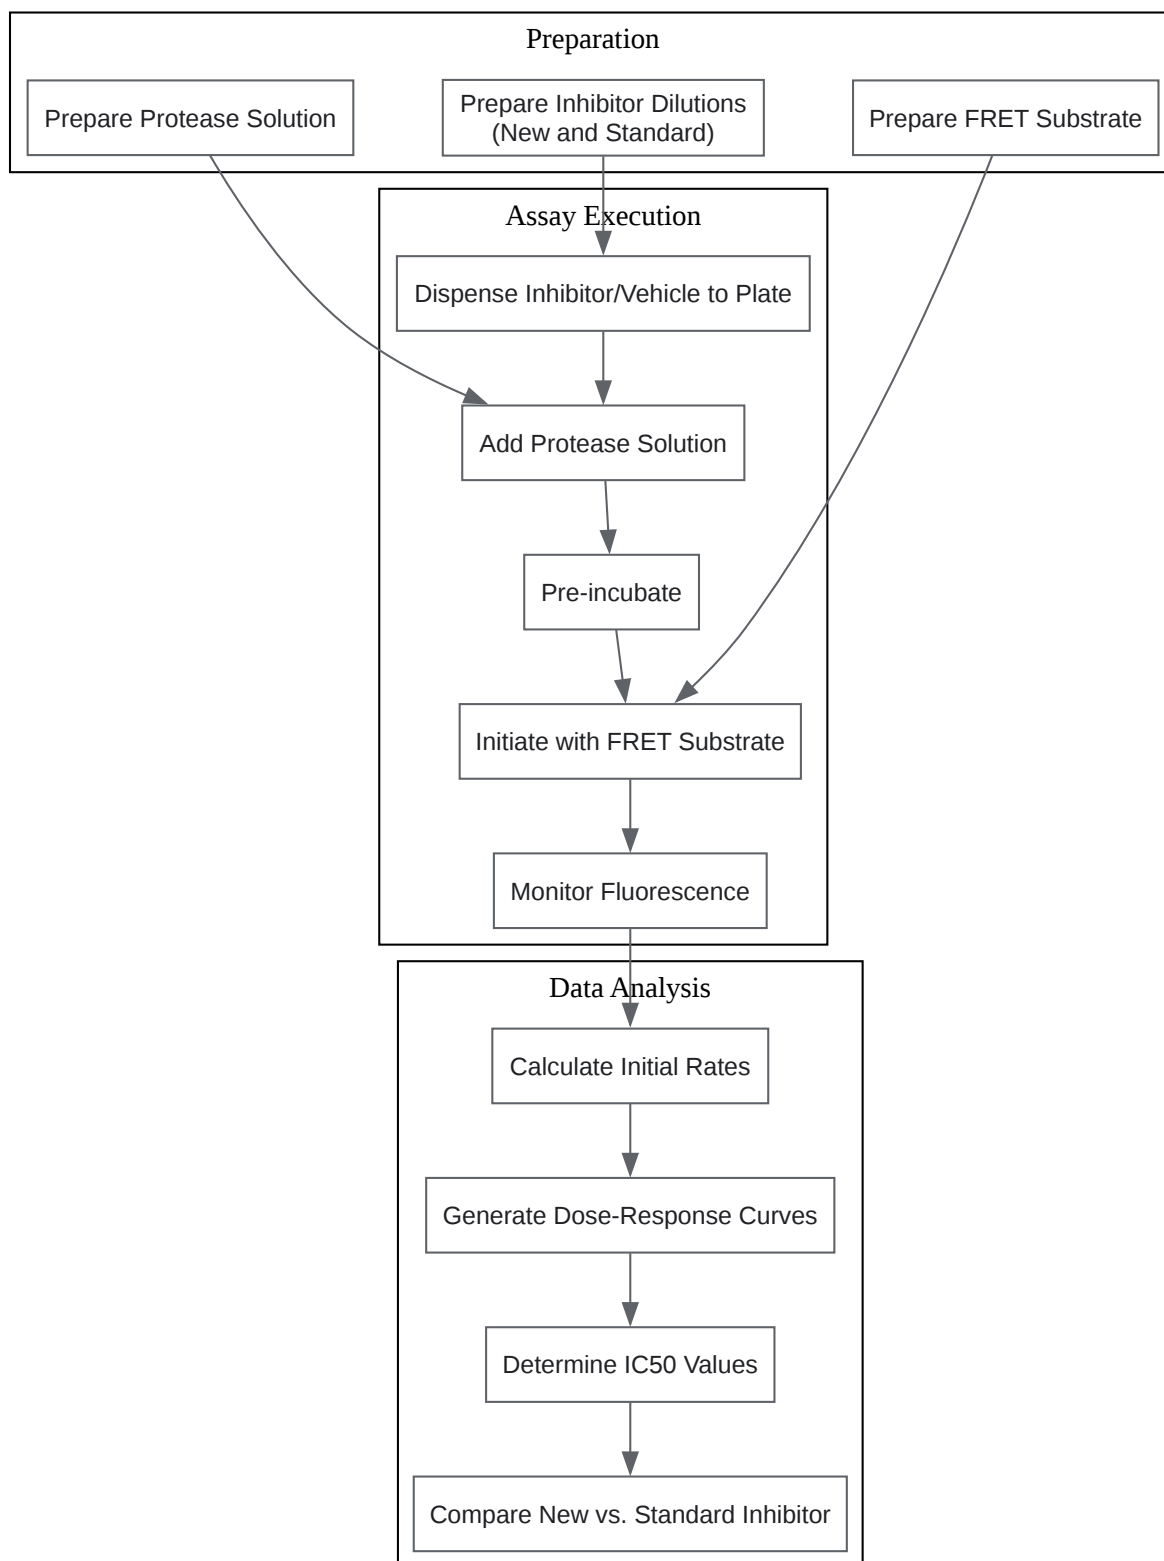 Preparation
Prepare Protease Solution
Prepare Inhibitor Dilutions
(New and Standard)
Prepare FRET Substrate
Assay Execution
Dispense Inhibitor/Vehicle to Plate
Add Protease Solution
Pre-incubate
Initiate with FRET Substrate
Monitor Fluorescence
Data Analysis
Calculate Initial Rates
Generate Dose-Response Curves
Determine IC50 Values
Compare New vs. Standard Inhibitor